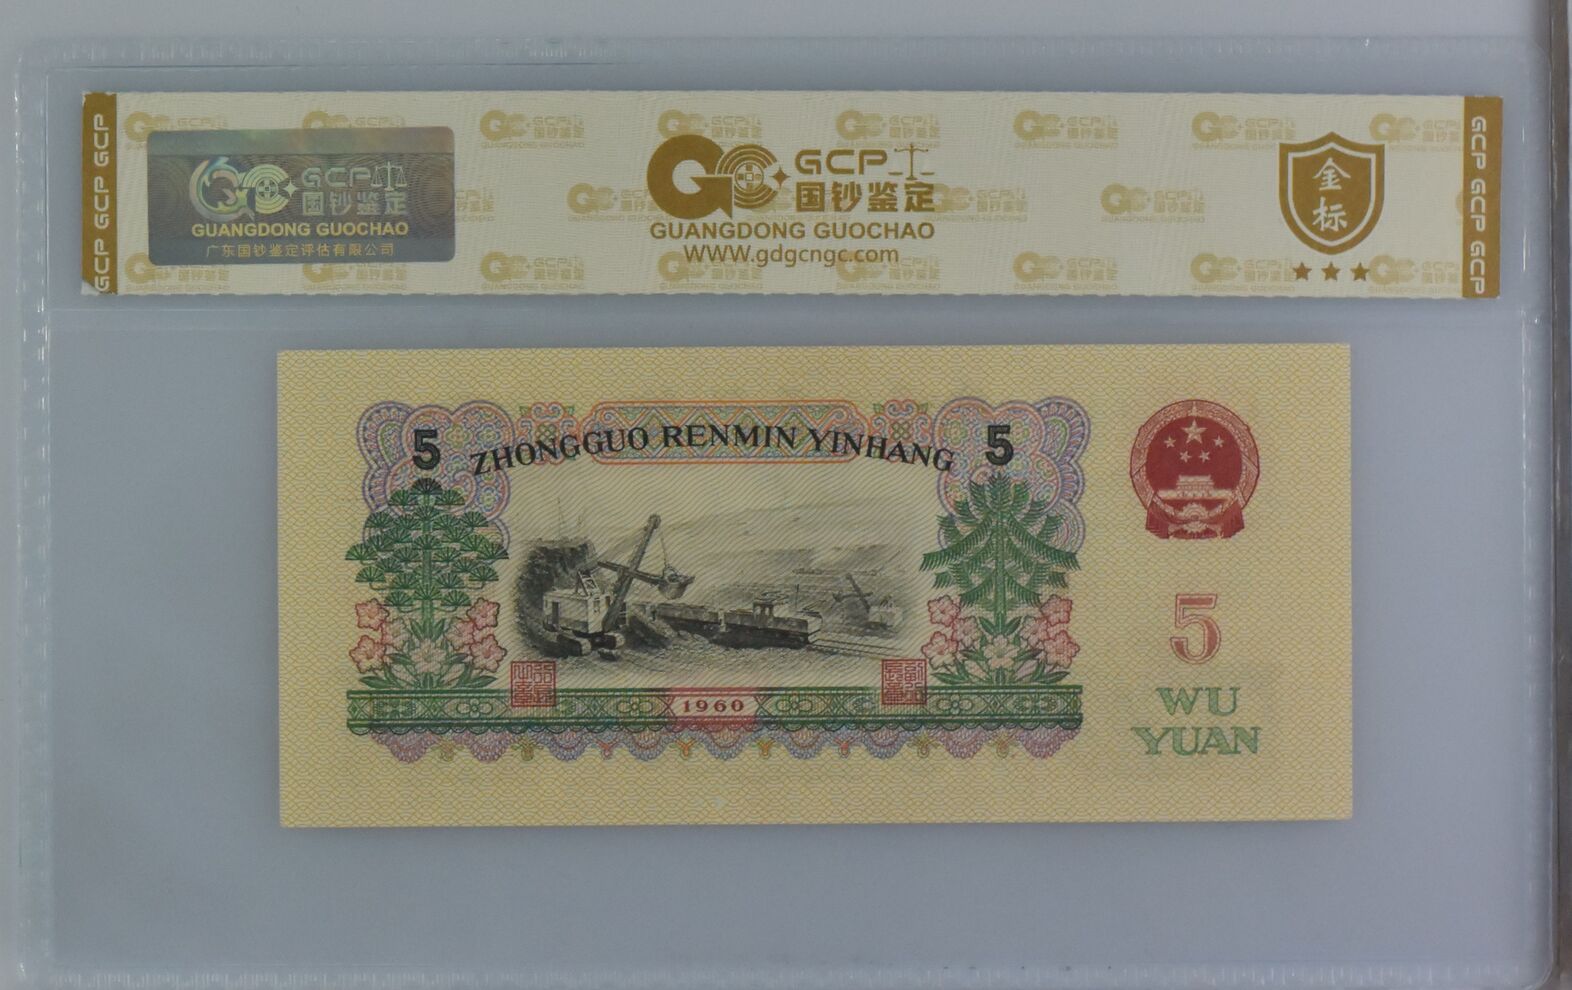 GCP GCP GCP
GCP
国钞鉴定
GUANGDONG GUOCHAO
广东国钞鉴定评估有限公司
GCP
国钞鉴定
GUANGDONG GUOCHAO
WWW.gdgcngc.com
金
标
GCP GCP GCP
5
ZHONGGUO RENMIN YINHANG
5
1960
5
WU
YUAN